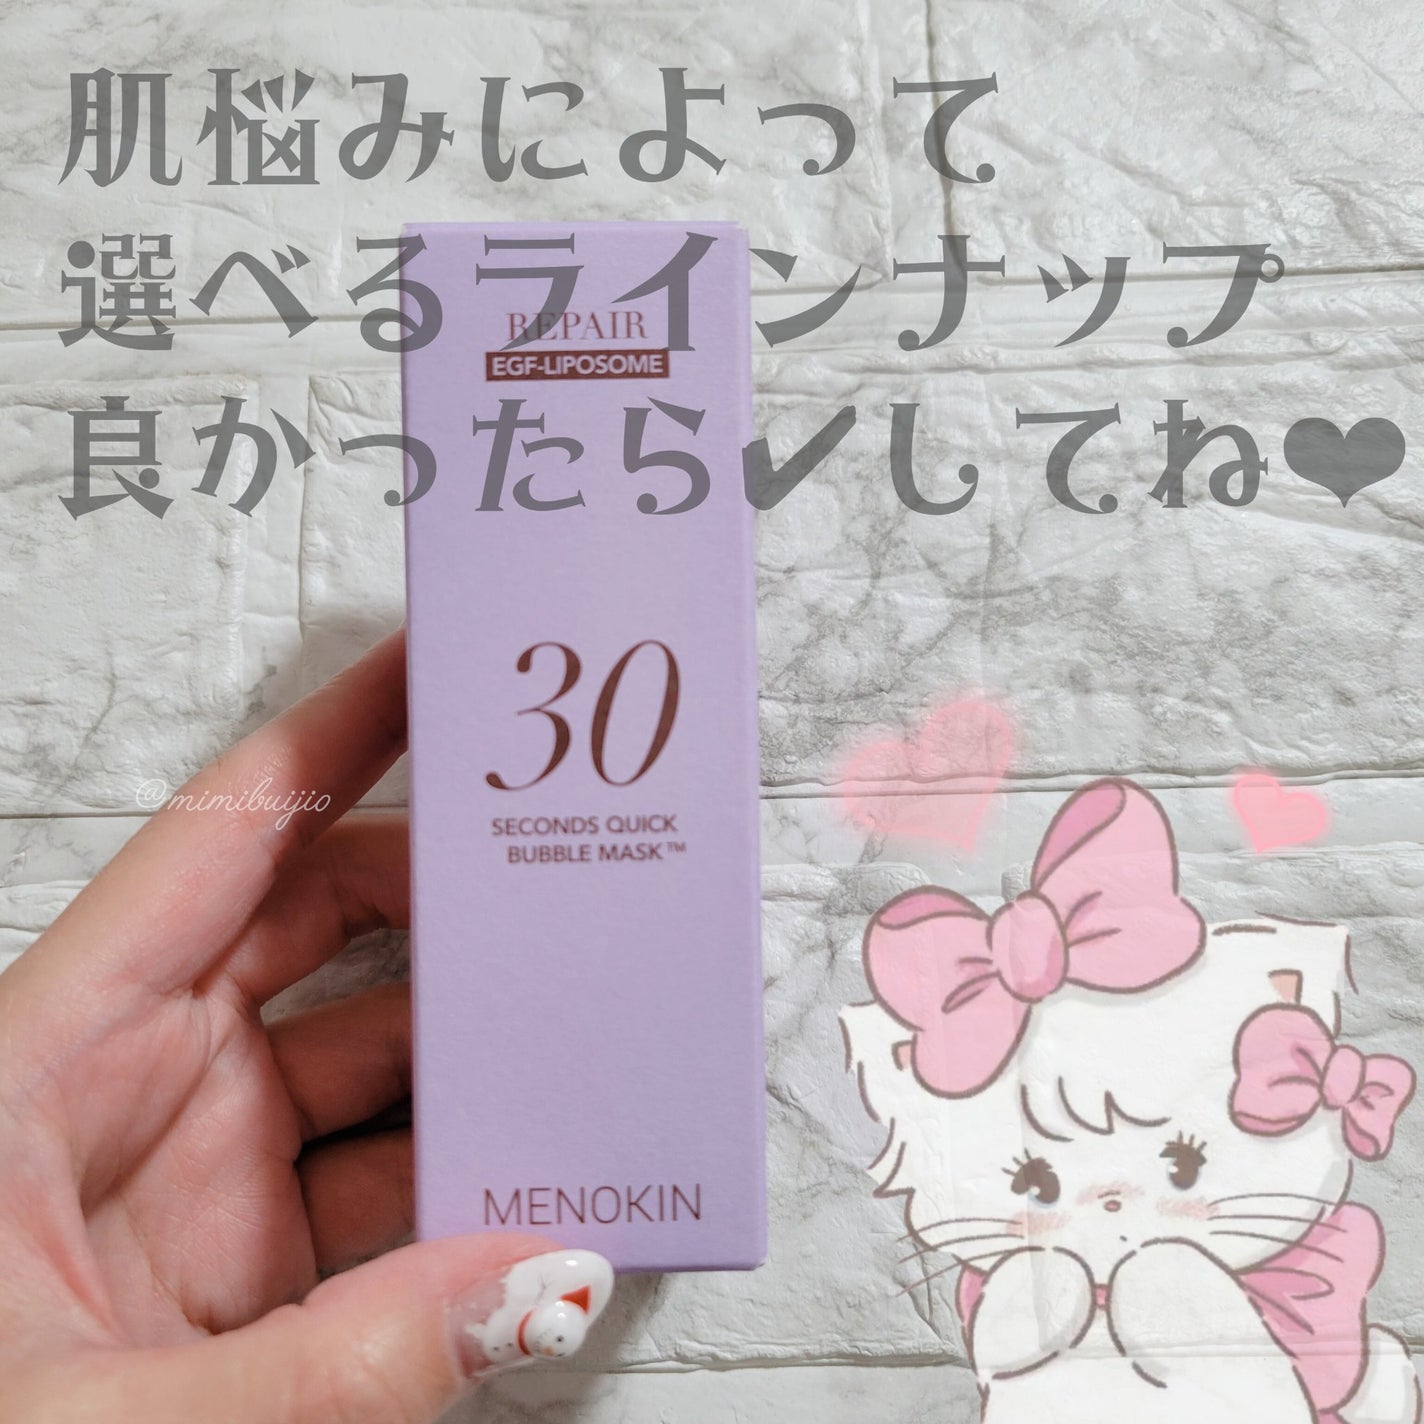 肌悩みによって
選べるラインナップ
良かったら✔してね❤
REPAIR
EGF-LIPOSOME
30
SECONDS QUICK
BUBBLE MASK™
@mimibuijio
MENOKIN